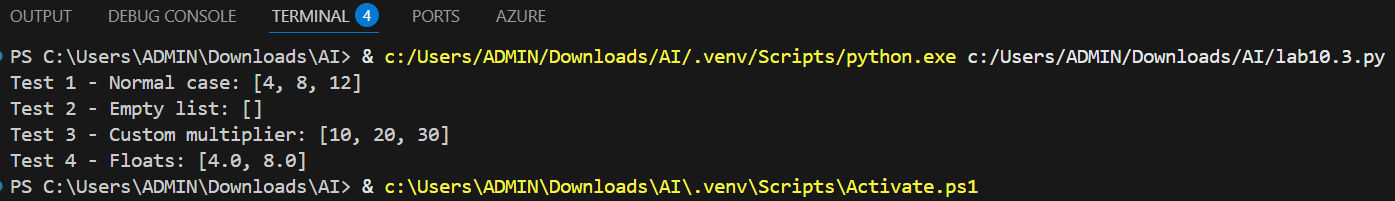 OUTPUT DEBUG CONSOLE TERMINAL 4 PORTS AZURE
PS C:\Users\ADMIN\Downloads\AI> & c:/Users/ADMIN/Downloads/AI/.venv/Scripts/python.exe c:/Users/ADMIN/Downloads/AI/lab10.3.py
Test 1 - Normal case: [4, 8, 12]
Test 2 - Empty list: []
Test 3 - Custom multiplier: [10, 20, 30]
Test 4 - Floats: [4.0, 8.0]
PS C:\Users\ADMIN\Downloads\AI> & c:\Users\ADMIN\Downloads\AI\.venv\Scripts\Activate.ps1